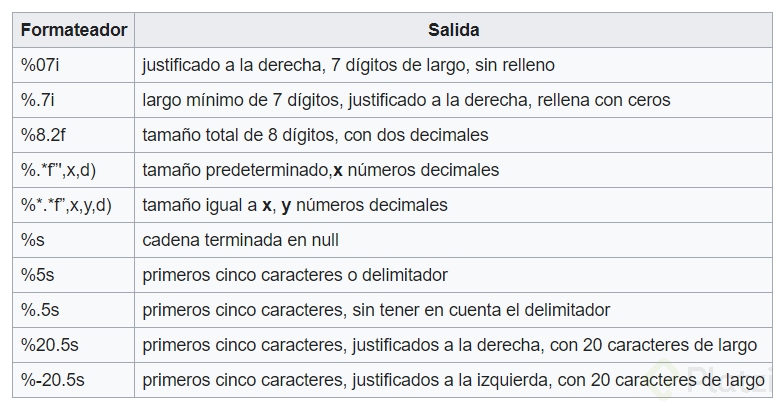 Formateador Salida
%07i justificado a la derecha, 7 dígitos de largo, sin relleno
%.7i largo mínimo de 7 dígitos, justificado a la derecha, rellena con ceros
%8.2f tamaño total de 8 dígitos, con dos decimales
%.*f”',x,d) tamaño predeterminado,x números decimales
%*.*f”,x,y,d) tamaño igual a x, y números decimales
%s cadena terminada en null
%5s primeros cinco caracteres o delimitador
%.5s primeros cinco caracteres, sin tener en cuenta el delimitador
%20.5s primeros cinco caracteres, justificados a la derecha, con 20 caracteres de largo
%-20.5s primeros cinco caracteres, justificados a la izquierda, con 20 caracteres de largo
Platzi